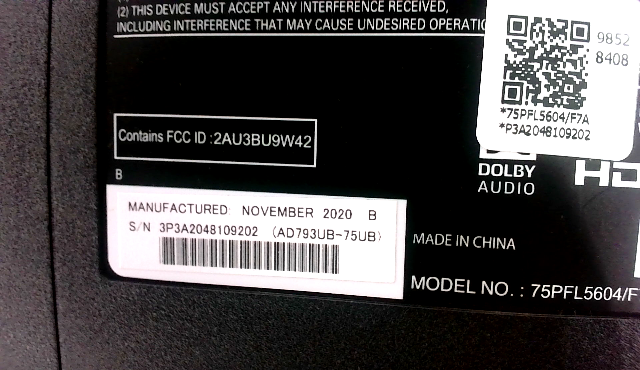 (2) THIS DEVICE MUST ACCEPT ANY INTERFERENCE RECEIVED,
INCLUDING INTERFERENCE THAT MAY CAUSE UNDESIRED
9852
8408
*75PFL5604/F7A
*P3A2048109202
Contains FCC ID :2AU3BU9W42
DOLBY
AUDIO
B
MANUFACTURED NOVEMBER 2020 B
S/N 3P3A2048109202 (AD793UB-75UB)
MADE IN CHINA
MODEL NO. : 75PFL5604/F